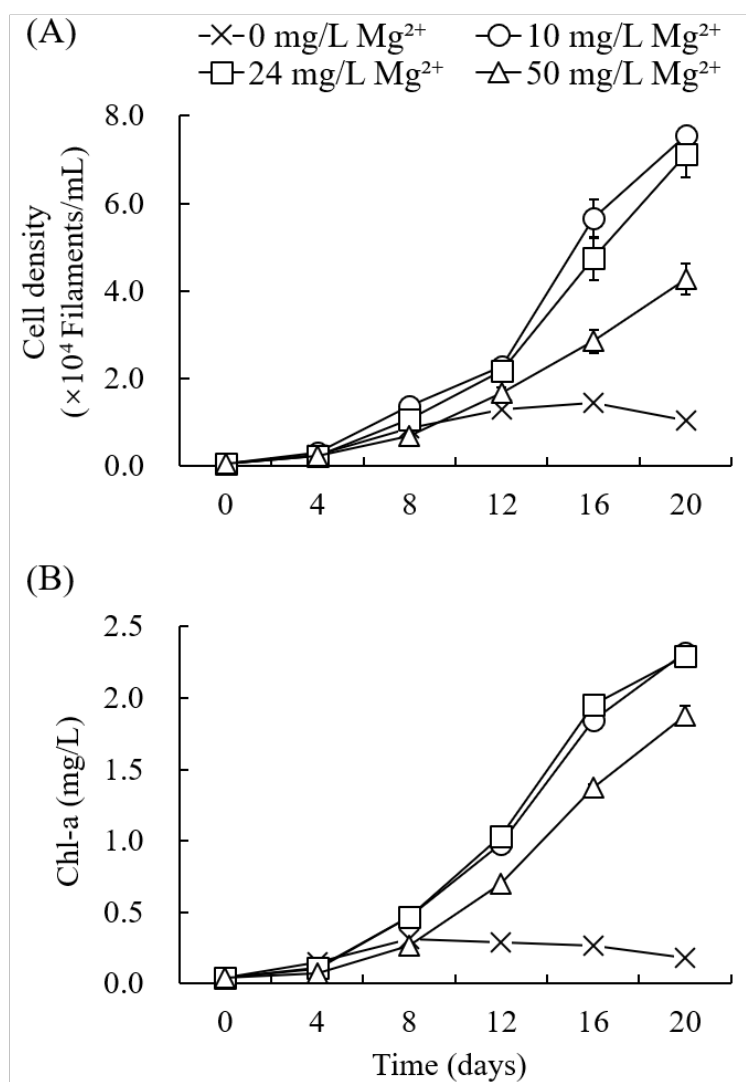 (A)
0 mg/L Mg²⁺ 10 mg/L Mg²⁺
24 mg/L Mg²⁺ 50 mg/L Mg²⁺
Cell density
(×10⁴ Filaments/mL)
8.0
6.0
4.0
2.0
0.0
0 4 8 12 16 20
(B)
Chl-a (mg/L)
2.5
2.0
1.5
1.0
0.5
0.0
0 4 8 12 16 20
Time (days)